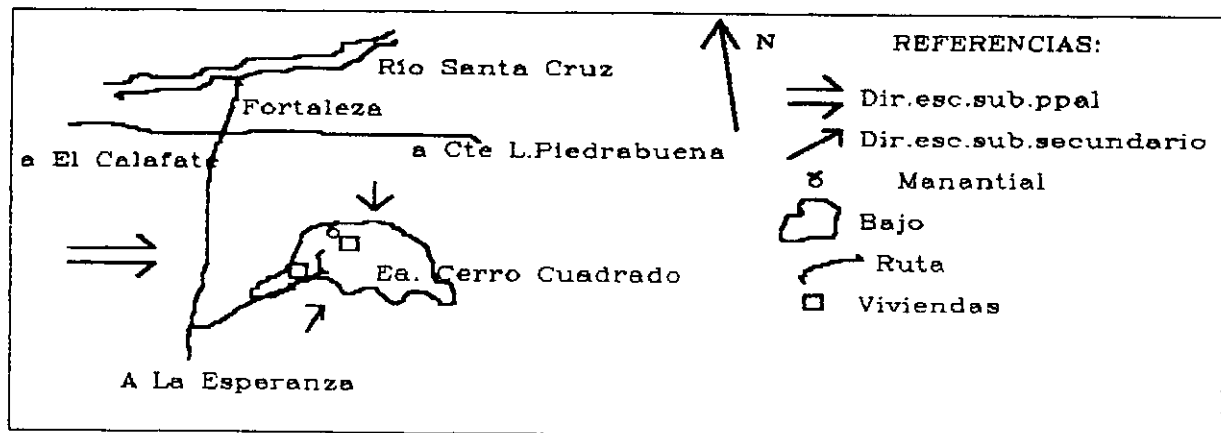 N
REFERENCIAS:
Río Santa Cruz
Dir.esc.sub.ppal
Fortaleza
Dir.esc.sub.secundario
a El Calafate
a Cte L.Piedrabuena
Manantial
Bajo
Ea. Cerro Cuadrado
Ruta
Viviendas
A La Esperanza